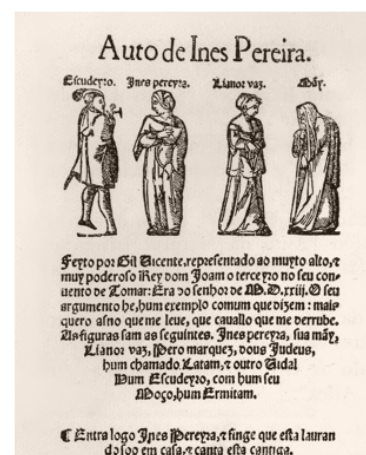 Auto de Ines Pereira.
Escudeyro. Ines pereyra. Lianor vaz. Mãy.
Feyto por Gil Vicente, representado ao muyto alto, ⁊
muy poderoso Rey dom Joam o terceyro no seu con-
uento de Tomar: Era do senhor de M.D.xxiij. O seu
argumento he, hum exemplo comum que dizem: mais
quero asno que me leue, que cauallo que me derrube.
As figuras sam as seguintes. Ines pereyra, sua mãy,
Lianor vaz, Pero marquez, dous Judeus,
hum chamado Latam, ⁊ outro Vidal
Hum Escudeyro, com hum seu
Moço, hum Ermitam.
¶ Entra logo Ines Pereyra, ⁊ finge que esta lauran
do soo em casa, ⁊ canta esta cantiga.